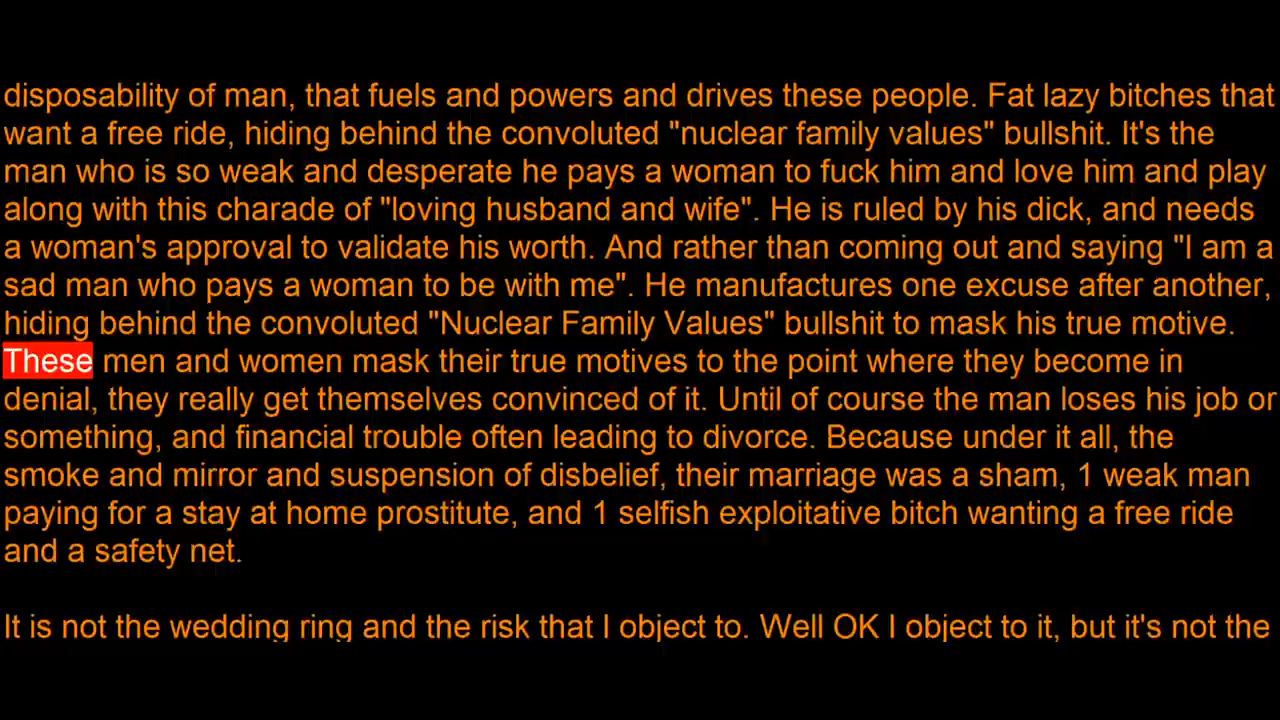 disposability of man, that fuels and powers and drives these people. Fat lazy bitches that
want a free ride, hiding behind the convoluted "nuclear family values" bullshit. It's the
man who is so weak and desperate he pays a woman to fuck him and love him and play
along with this charade of "loving husband and wife". He is ruled by his dick, and needs
a woman's approval to validate his worth. And rather than coming out and saying "I am a
sad man who pays a woman to be with me". He manufactures one excuse after another,
hiding behind the convoluted "Nuclear Family Values" bullshit to mask his true motive.
These men and women mask their true motives to the point where they become in
denial, they really get themselves convinced of it. Until of course the man loses his job or
something, and financial trouble often leading to divorce. Because under it all, the
smoke and mirror and suspension of disbelief, their marriage was a sham, 1 weak man
paying for a stay at home prostitute, and 1 selfish exploitative bitch wanting a free ride
and a safety net.
It is not the wedding ring and the risk that I object to. Well OK I object to it, but it's not the